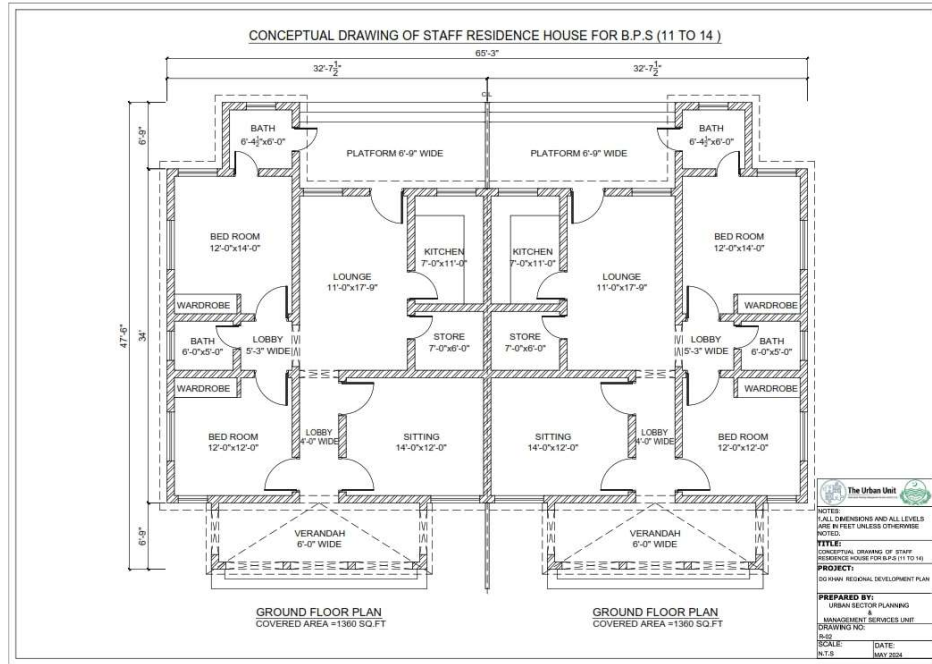 CONCEPTUAL DRAWING OF STAFF RESIDENCE HOUSE FOR B.P.S (11 TO 14 )
65'-3"
32'-7½"
32'-7½"
6'-9"
BATH
6'-4½"x6'-0"
PLATFORM 6'-9" WIDE
PLATFORM 6'-9" WIDE
BATH
6'-4½"x6'-0"
BED ROOM
12'-0"x14'-0"
LOUNGE
11'-0"x17'-9"
KITCHEN
7'-0"x11'-0"
KITCHEN
7'-0"x11'-0"
LOUNGE
11'-0"x17'-9"
BED ROOM
12'-0"x14'-0"
WARDROBE
WARDROBE
47'-6"
34'
BATH
6'-0"x5'-0"
LOBBY
5'-3" WIDE
STORE
7'-0"x6'-0"
STORE
7'-0"x6'-0"
LOBBY
5'-3" WIDE
BATH
6'-0"x5'-0"
WARDROBE
WARDROBE
BED ROOM
12'-0"x12'-0"
LOBBY
4'-0" WIDE
SITTING
14'-0"x12'-0"
SITTING
14'-0"x12'-0"
LOBBY
4'-0" WIDE
BED ROOM
12'-0"x12'-0"
6'-9"
VERANDAH
6'-0" WIDE
VERANDAH
6'-0" WIDE
GROUND FLOOR PLAN
COVERED AREA =1360 SQ.FT
GROUND FLOOR PLAN
COVERED AREA =1360 SQ.FT
The Urban Unit
NOTES:
1.ALL DIMENSIONS AND ALL LEVELS
ARE IN FEET UNLESS OTHERWISE
NOTED.
TITLE:
CONCEPTUAL DRAWING OF STAFF
RESIDENCE HOUSE FOR B.P.S (11 TO 14)
PROJECT:
DG KHAN REGIONAL DEVELOPMENT PLAN
PREPARED BY:
URBAN SECTOR PLANNING
&
MANAGEMENT SERVICES UNIT
DRAWING NO:
R-02
SCALE:
N.T.S
DATE:
MAY 2024